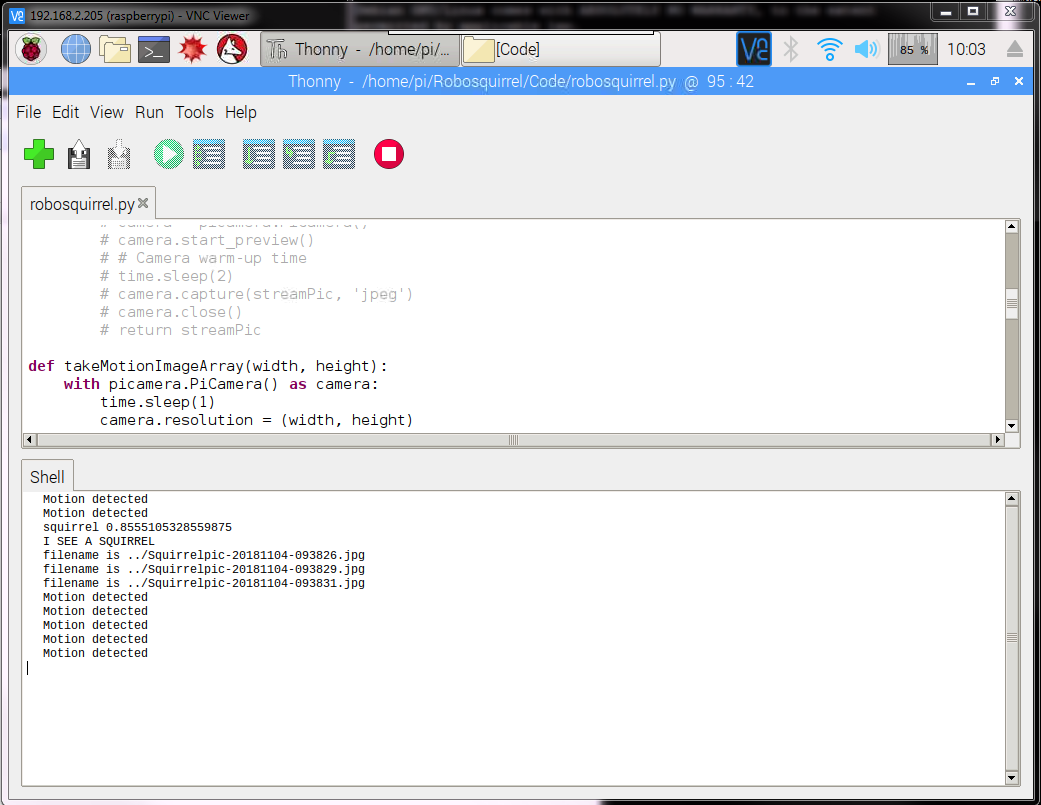 192.168.2.205 (raspberrypi) - VNC Viewer
Thonny - /home/pi/... [Code] 85 % 10:03
Thonny - /home/pi/Robosquirrel/Code/robosquirrel.py @ 95 : 42
File Edit View Run Tools Help
robosquirrel.py
# camera = picamera.PiCamera()
# camera.start_preview()
# # Camera warm-up time
# time.sleep(2)
# camera.capture(streamPic, 'jpeg')
# camera.close()
# return streamPic
def takeMotionImageArray(width, height):
with picamera.PiCamera() as camera:
time.sleep(1)
camera.resolution = (width, height)
Shell
Motion detected
Motion detected
squirrel 0.8555105328559875
I SEE A SQUIRREL
filename is ../Squirrelpic-20181104-093826.jpg
filename is ../Squirrelpic-20181104-093829.jpg
filename is ../Squirrelpic-20181104-093831.jpg
Motion detected
Motion detected
Motion detected
Motion detected
Motion detected